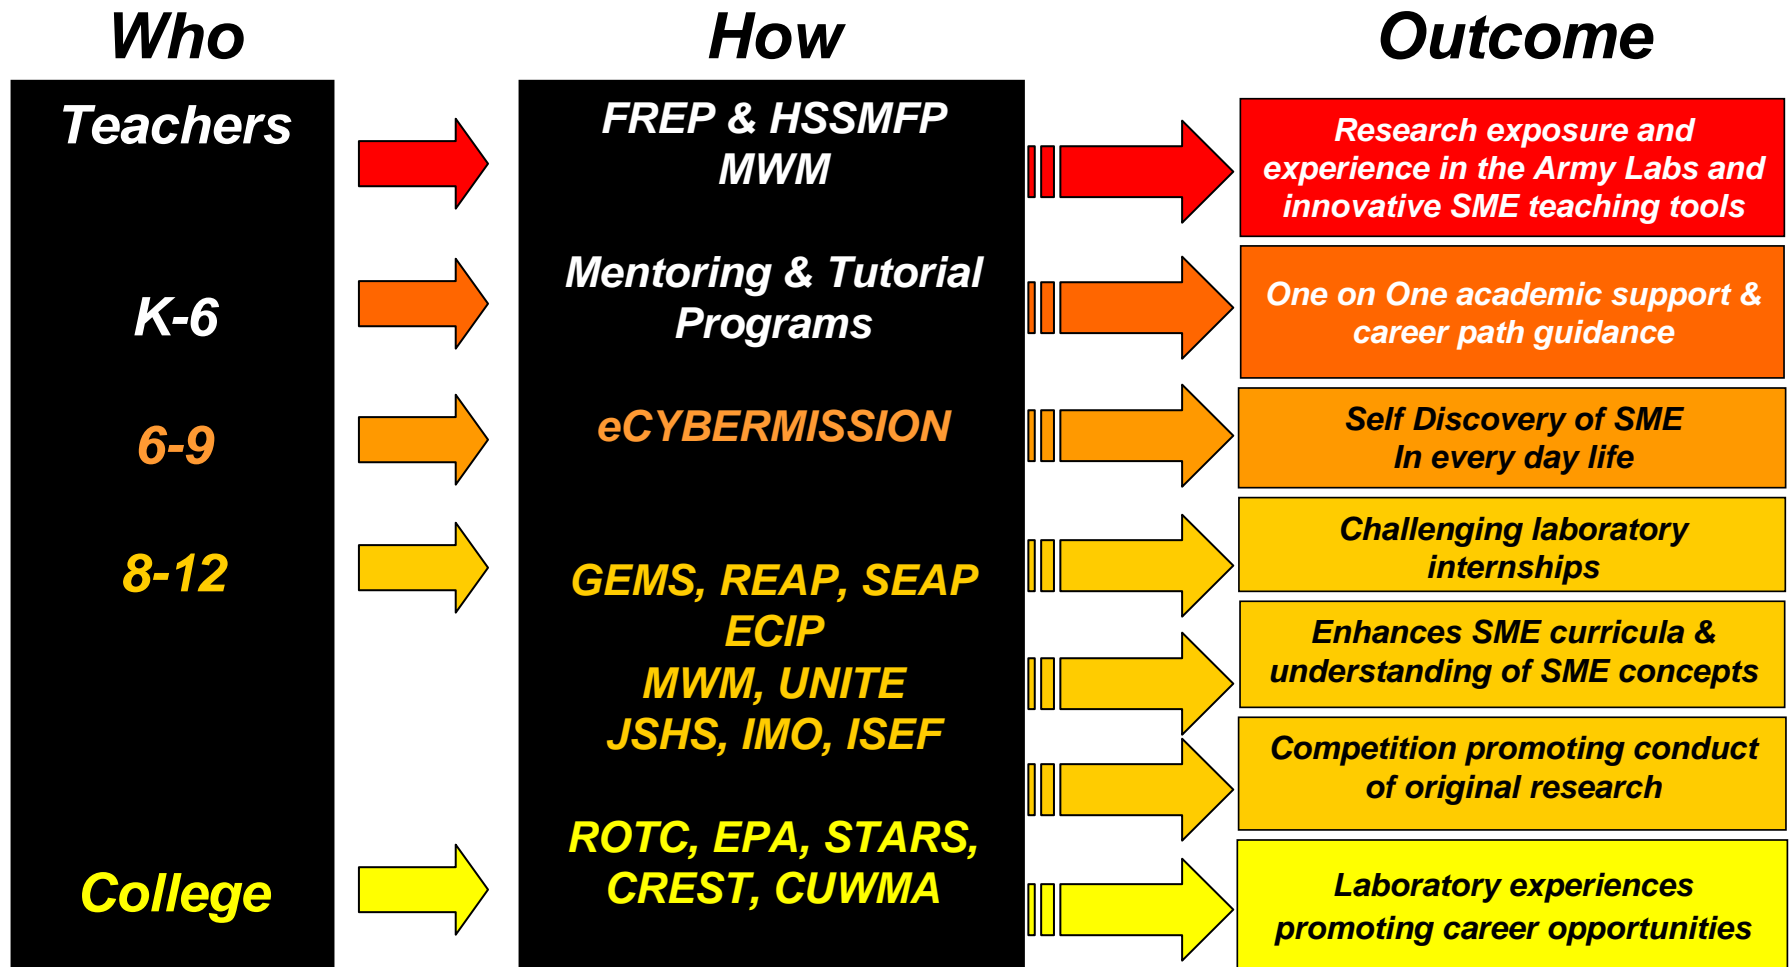 Who
How
Outcome
Teachers
FREP & HSSMFP
MWM
Research exposure and
experience in the Army Labs and
innovative SME teaching tools
K-6
Mentoring & Tutorial
Programs
One on One academic support &
career path guidance
6-9
eCYBERMISSION
Self Discovery of SME
In every day life
8-12
GEMS, REAP, SEAP
ECIP
MWM, UNITE
JSHS, IMO, ISEF
Challenging laboratory
internships
Enhances SME curricula &
understanding of SME concepts
Competition promoting conduct
of original research
College
ROTC, EPA, STARS,
CREST, CUWMA
Laboratory experiences
promoting career opportunities